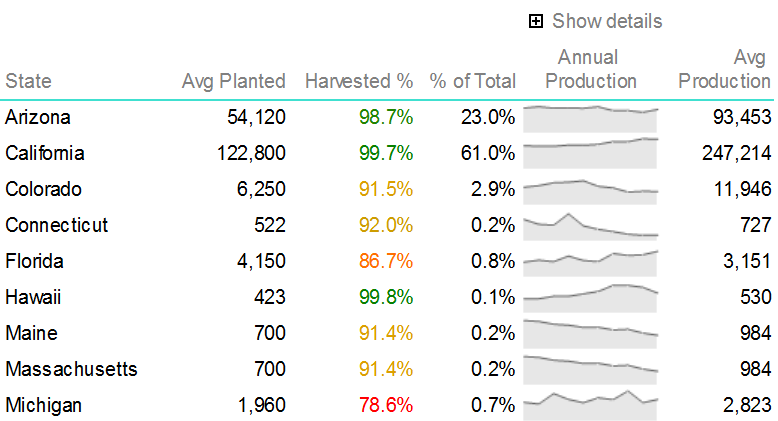 Show details
State Avg Planted Harvested % % of Total Annual Production Avg Production
Arizona 54,120 98.7% 23.0% 93,453
California 122,800 99.7% 61.0% 247,214
Colorado 6,250 91.5% 2.9% 11,946
Connecticut 522 92.0% 0.2% 727
Florida 4,150 86.7% 0.8% 3,151
Hawaii 423 99.8% 0.1% 530
Maine 700 91.4% 0.2% 984
Massachusetts 700 91.4% 0.2% 984
Michigan 1,960 78.6% 0.7% 2,823